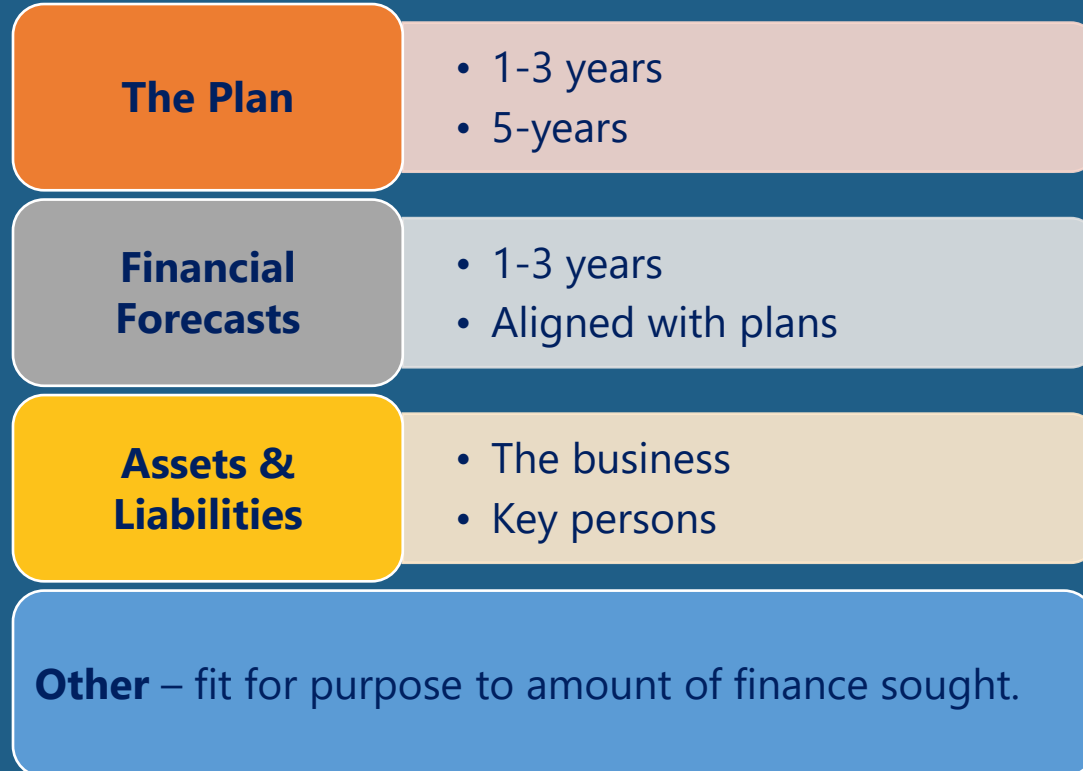 The Plan
• 1-3 years
• 5-years
Financial
Forecasts
• 1-3 years
• Aligned with plans
Assets &
Liabilities
• The business
• Key persons
Other – fit for purpose to amount of finance sought.